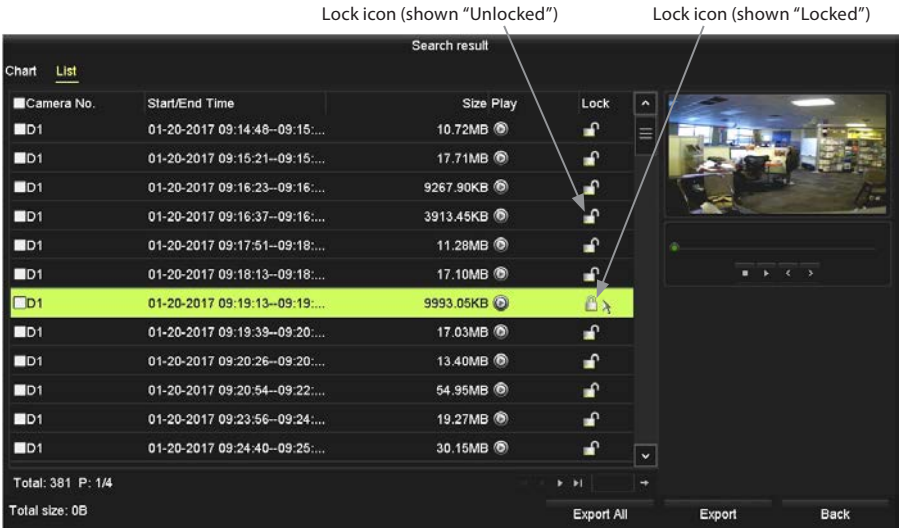 Lock icon (shown “Unlocked”) Lock icon (shown “Locked”)
Search result
Chart List
Camera No. Start/End Time Size Play Lock
D1 01-20-2017 09:14:48--09:15:... 10.72MB
D1 01-20-2017 09:15:21--09:15:... 17.71MB
D1 01-20-2017 09:16:23--09:16:... 9267.90KB
D1 01-20-2017 09:16:37--09:16:... 3913.45KB
D1 01-20-2017 09:17:51--09:18:... 11.28MB
D1 01-20-2017 09:18:13--09:18:... 17.10MB
D1 01-20-2017 09:19:13--09:19:... 9993.05KB
D1 01-20-2017 09:19:39--09:20:... 17.03MB
D1 01-20-2017 09:20:26--09:20:... 13.40MB
D1 01-20-2017 09:20:54--09:22:... 54.95MB
D1 01-20-2017 09:23:56--09:24:... 19.27MB
D1 01-20-2017 09:24:40--09:25:... 30.15MB
Total: 381 P: 1/4
Total size: 0B Export All Export Back